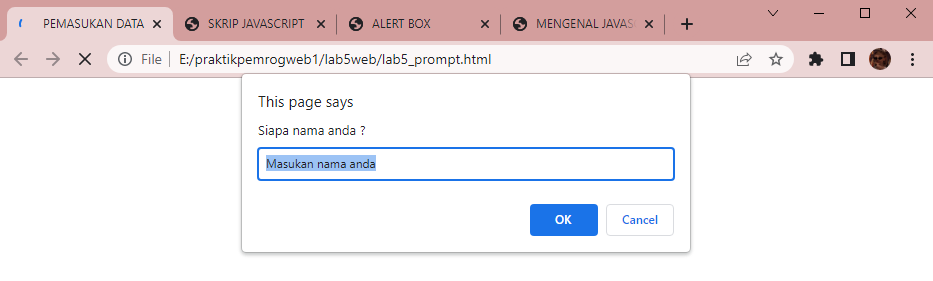 PEMASUKAN DATA
SKRIP JAVASCRIPT
ALERT BOX
MENGENAL JAVAS
File
E:/praktikpemrogweb1/lab5web/lab5_prompt.html
This page says
Siapa nama anda ?
Masukan nama anda
OK
Cancel